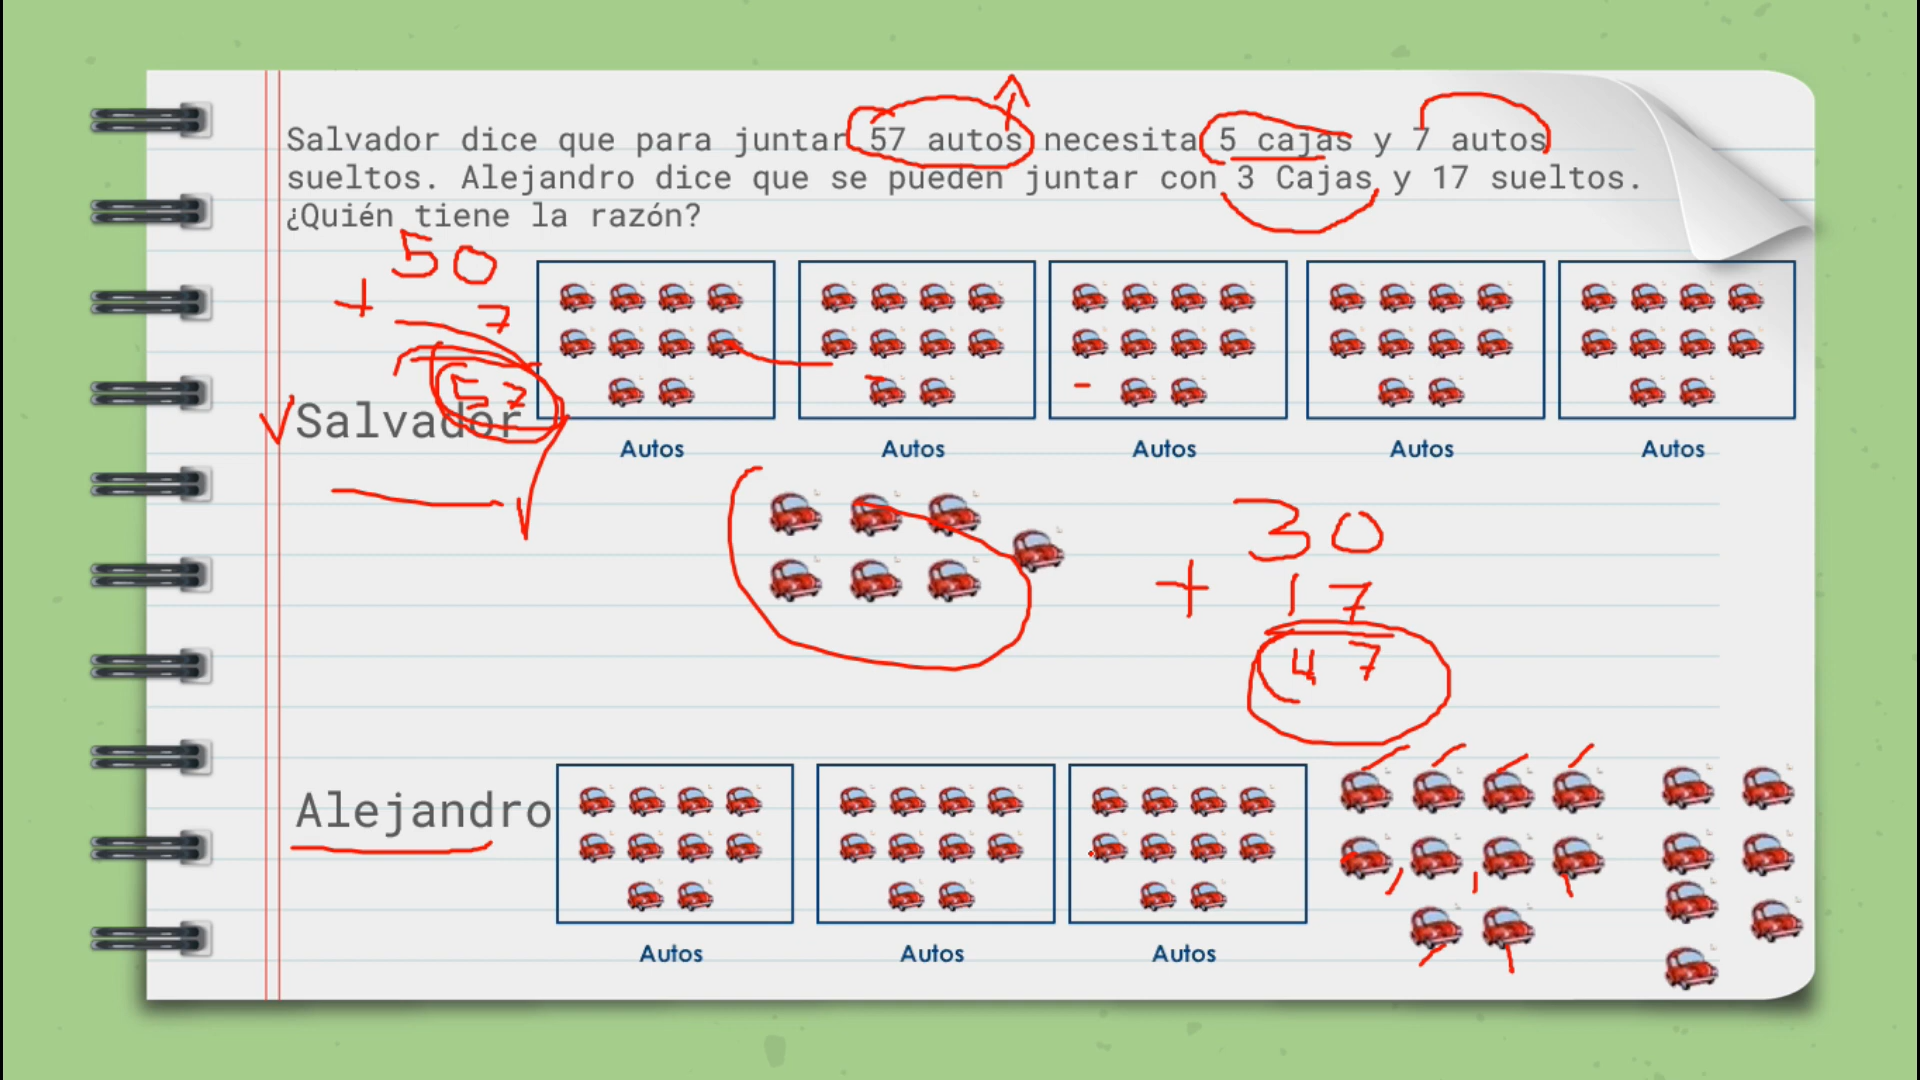 Salvador dice que para juntar 57 autos necesita 5 cajas y 7 autos
sueltos. Alejandro dice que se pueden juntar con 3 Cajas y 17 sueltos.
¿Quién tiene la razón?
50
+ 7
57
Salvador
Autos
Autos
Autos
Autos
Autos
30
+ 17
47
Alejandro
Autos
Autos
Autos